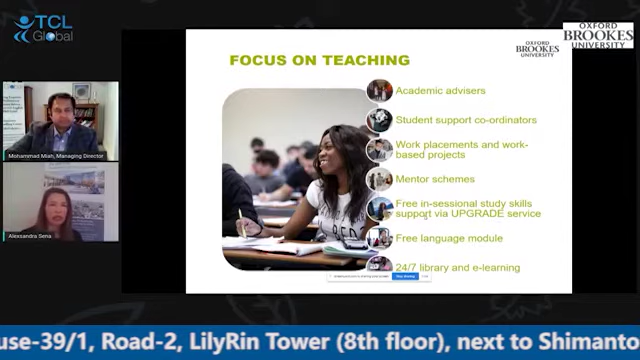 TCL
Global
OXFORD
BROOKES
UNIVERSITY
OXFORD
BROOKES
UNIVERSITY
FOCUS ON TEACHING
Academic advisers
Student support co-ordinators
Work placements and work-
based projects
Mentor schemes
Free in-sessional study skills
support via UPGRADE service
Free language module
24/7 library and e-learning
Mohammad Miah, Managing Director
Alexsandra Sena
use-39/1, Road-2, LilyRin Tower (8th floor), next to Shimanto